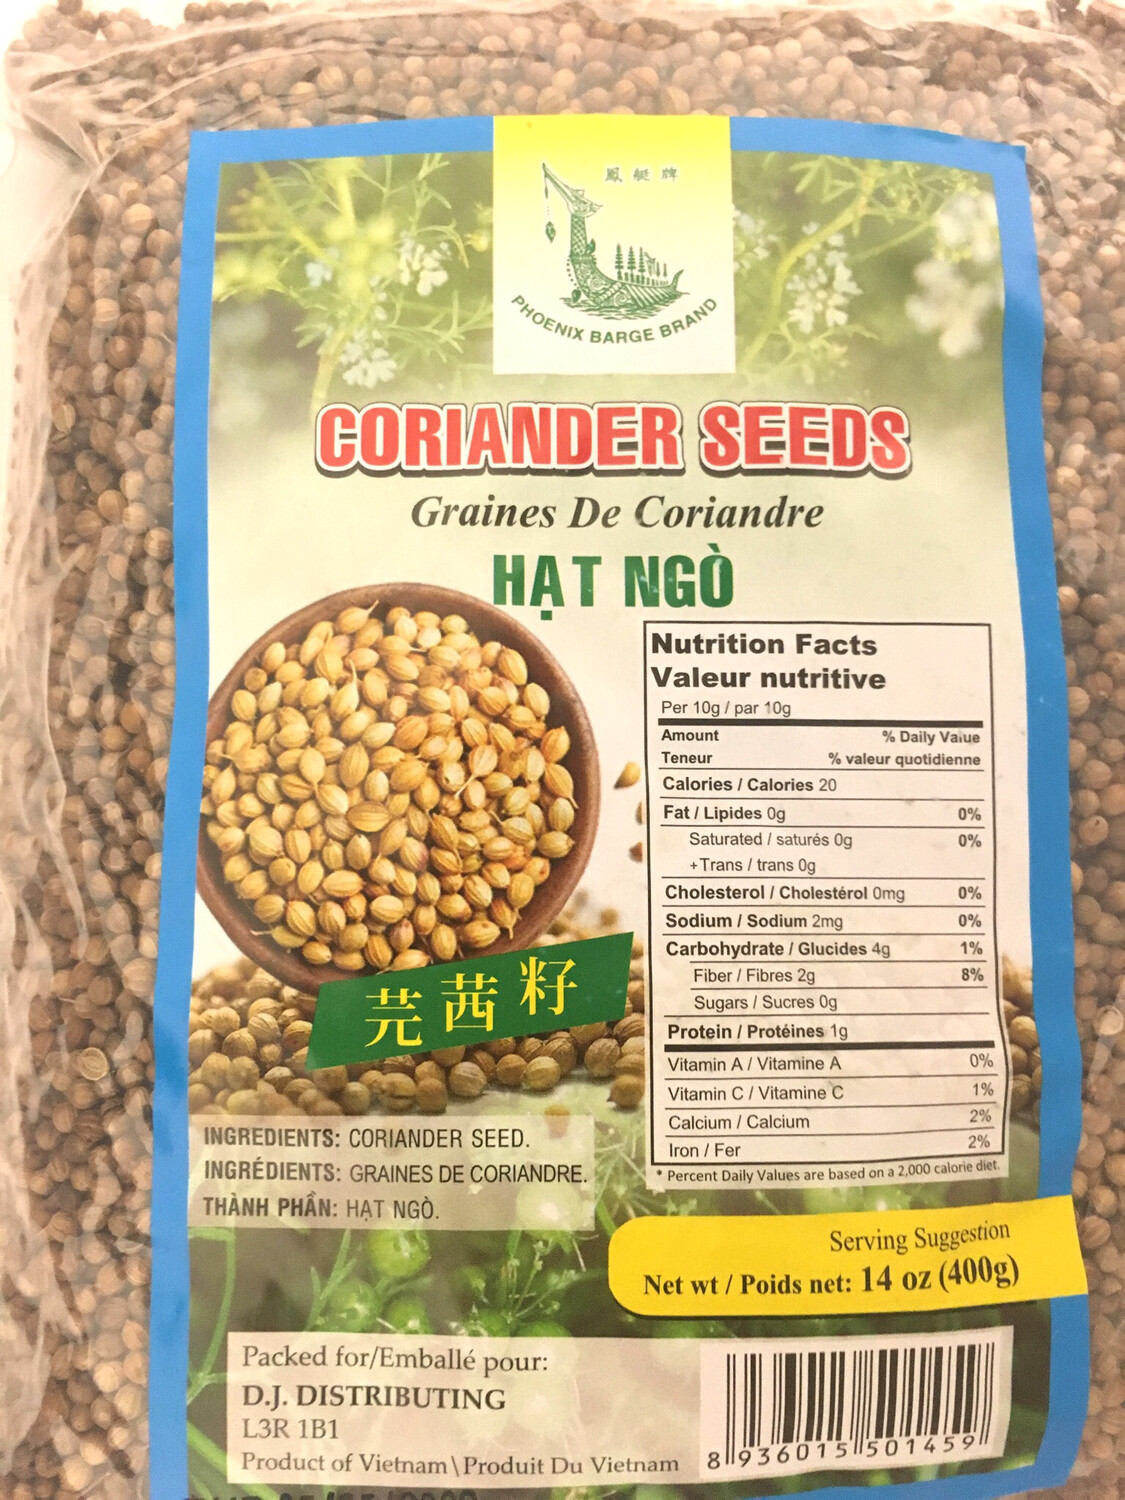 鳳艇牌
PHOENIX BARGE BRAND
CORIANDER SEEDS
Graines De Coriandre
HẠT NGÒ
Nutrition Facts
Valeur nutritive
Per 10g / par 10g
Amount % Daily Value
Teneur % valeur quotidienne
Calories / Calories 20
Fat / Lipides 0g 0%
Saturated / saturés 0g 0%
+Trans / trans 0g
Cholesterol / Cholestérol 0mg 0%
Sodium / Sodium 2mg 0%
Carbohydrate / Glucides 4g 1%
Fiber / Fibres 2g 8%
Sugars / Sucres 0g
Protein / Protéines 1g
Vitamin A / Vitamine A 0%
Vitamin C / Vitamine C 1%
Calcium / Calcium 2%
Iron / Fer 2%
* Percent Daily Values are based on a 2,000 calorie diet.
芫茜籽
INGREDIENTS: CORIANDER SEED.
INGRÉDIENTS: GRAINES DE CORIANDRE.
THÀNH PHẦN: HẠT NGÒ.
Serving Suggestion
Net wt / Poids net: 14 oz (400g)
Packed for/Emballé pour:
D.J. DISTRIBUTING
L3R 1B1
Product of Vietnam\Produit Du Vietnam
8 936015 501459